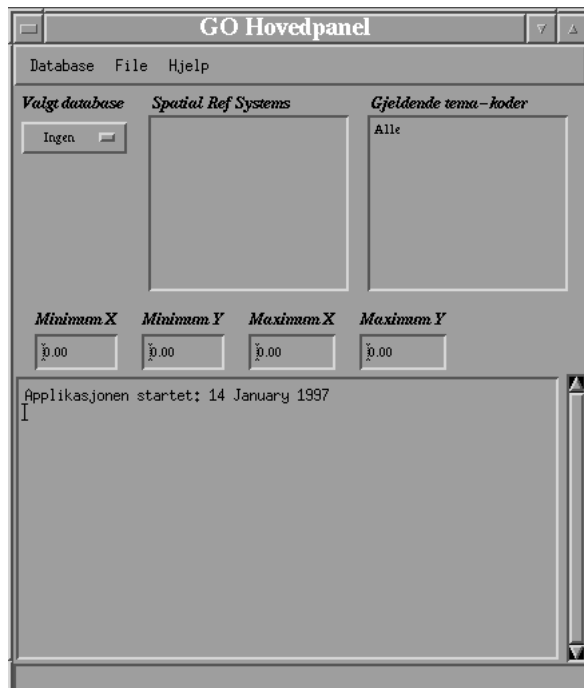 GO Hovedpanel
Database File Hjelp
Valgt database Spatial Ref Systems Gjeldende tema-koder
Ingen
Alle
Minimum X Minimum Y Maximum X Maximum Y
0.00 0.00 0.00 0.00
Applikasjonen startet: 14 January 1997